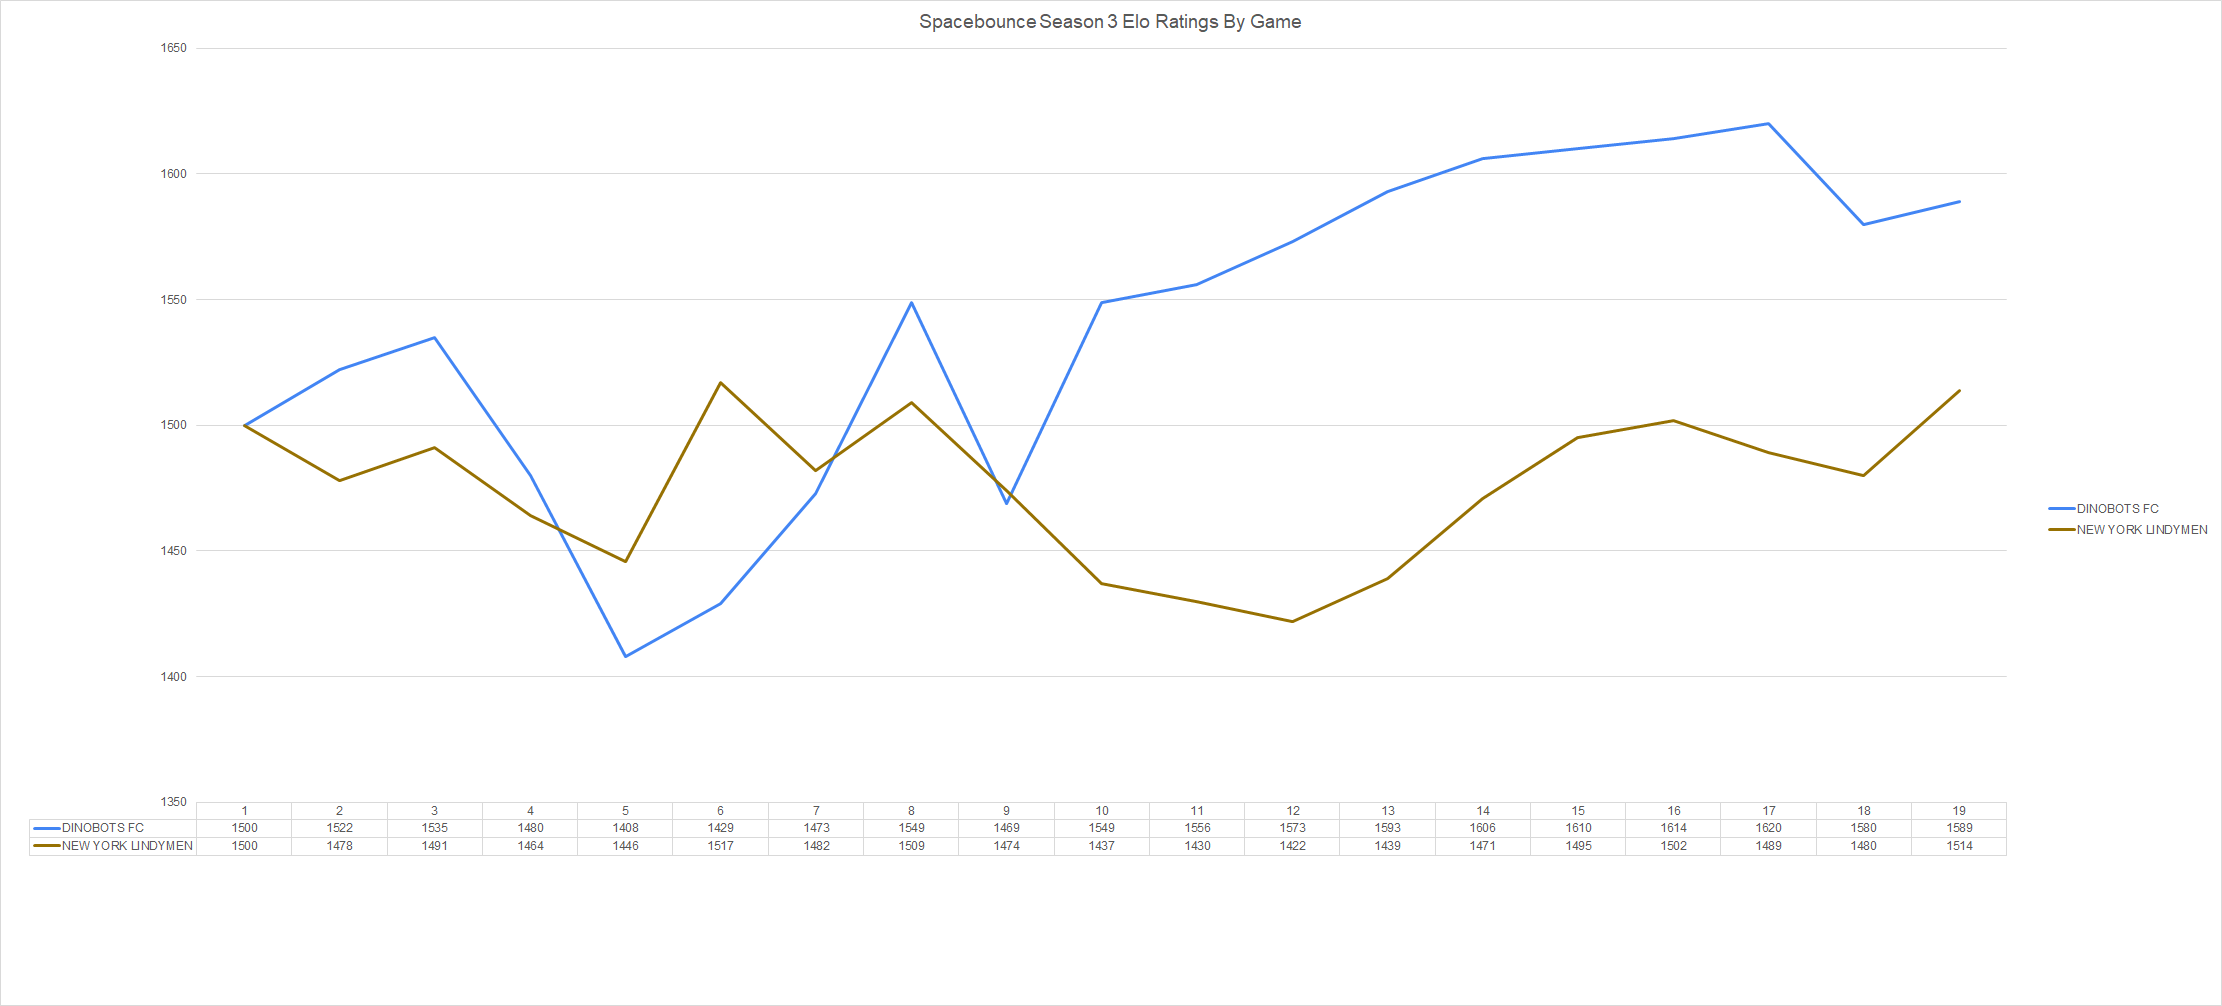 Spacebounce Season 3 Elo Ratings By Game
1650
1600
1550
1500
1450
1400
1350
1 2 3 4 5 6 7 8 9 10 11 12 13 14 15 16 17 18 19
DINOBOTS FC 1500 1522 1535 1480 1408 1429 1473 1549 1469 1549 1556 1573 1593 1606 1610 1614 1620 1580 1589
NEW YORK LINDYMEN 1500 1478 1491 1464 1446 1517 1482 1509 1474 1437 1430 1422 1439 1471 1495 1502 1489 1480 1514
DINOBOTS FC
NEW YORK LINDYMEN